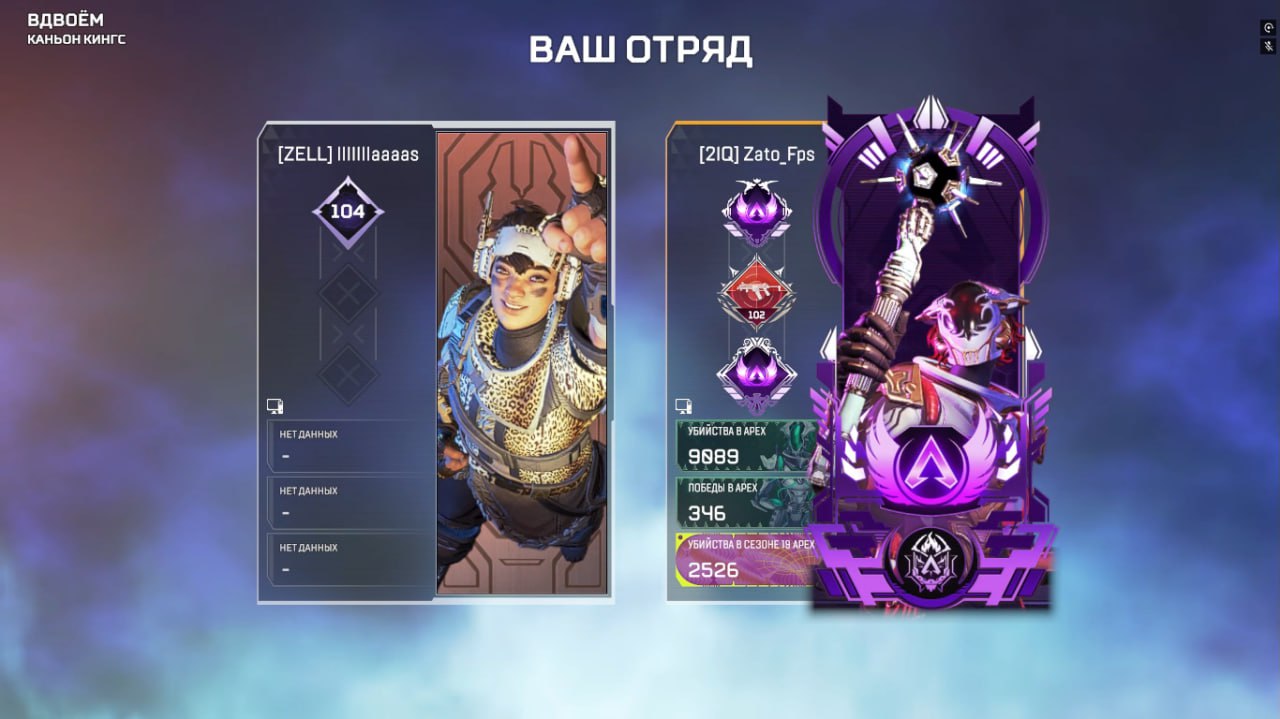 ВДВОЁМ
КАНЬОН КИНГС
ВАШ ОТРЯД
[ZELL] lllllllaaaas
104
НЕТ ДАННЫХ
-
НЕТ ДАННЫХ
-
НЕТ ДАННЫХ
-
[2IQ] Zato_Fps
102
УБИЙСТВА В APEX
9089
ПОБЕДЫ В APEX
346
УБИЙСТВА В СЕЗОНЕ 19 APEX
2526